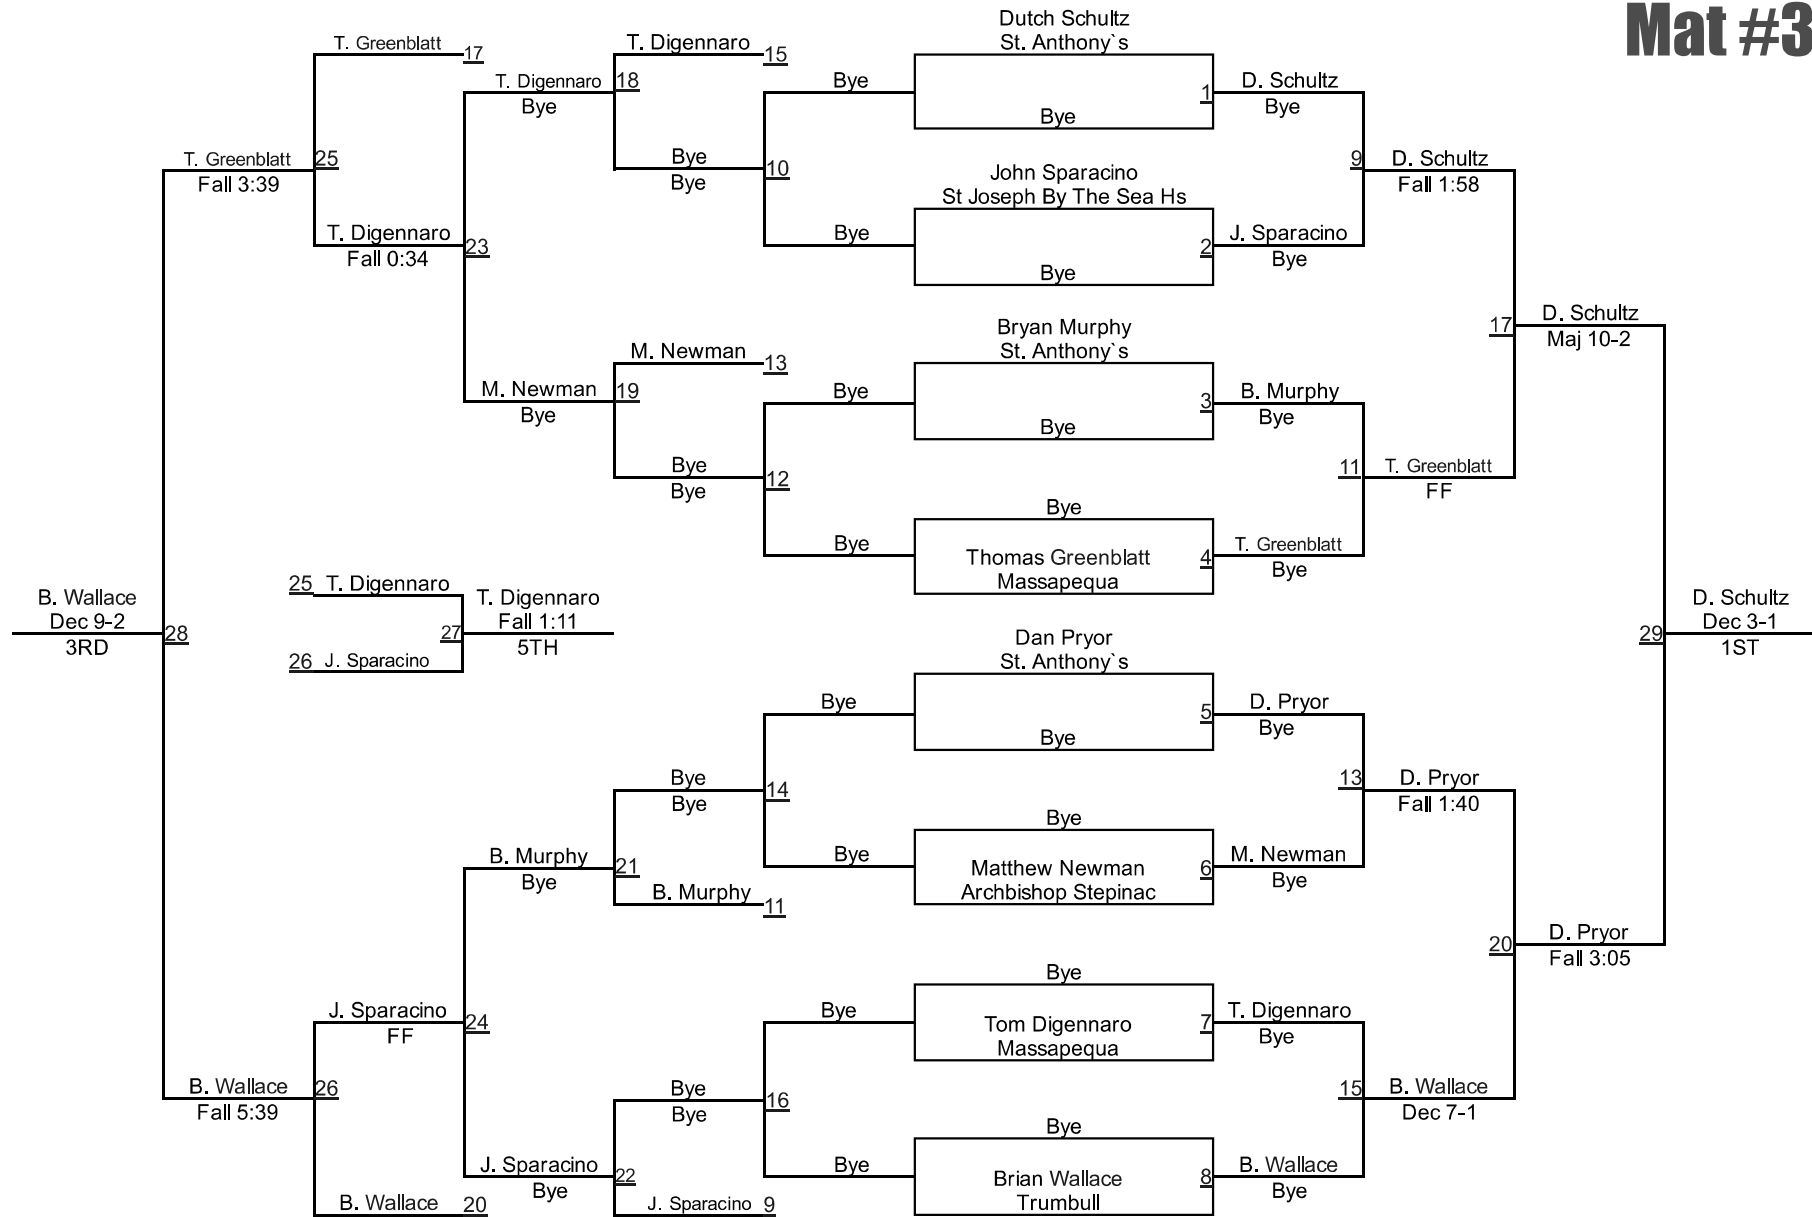 Mat #3
Dutch Schultz
St. Anthony`s
T. Greenblatt
17
T. Digennaro
15
T. Digennaro
18
Bye
Bye
1
D. Schultz
Bye
Bye
Bye
10
Bye
T. Greenblatt
25
Fall 3:39
John Sparacino
St Joseph By The Sea Hs
9
D. Schultz
Fall 1:58
T. Digennaro
23
Fall 0:34
Bye
2
J. Sparacino
Bye
Bye
Bryan Murphy
St. Anthony`s
17
D. Schultz
Maj 10-2
M. Newman
13
M. Newman
19
Bye
Bye
3
B. Murphy
Bye
Bye
Bye
12
Bye
11
T. Greenblatt
FF
Bye
Bye
Thomas Greenblatt
Massapequa
4
T. Greenblatt
Bye
B. Wallace
Dec 9-2
3RD
28
25
T. Digennaro
26
J. Sparacino
27
T. Digennaro
Fall 1:11
5TH
Dan Pryor
St. Anthony`s
29
D. Schultz
Dec 3-1
1ST
Bye
5
D. Pryor
Bye
Bye
Bye
14
Bye
13
D. Pryor
Fall 1:40
Bye
B. Murphy
21
Bye
B. Murphy
11
Bye
Matthew Newman
Archbishop Stepinac
6
M. Newman
Bye
20
D. Pryor
Fall 3:05
Bye
J. Sparacino
24
FF
Bye
Tom Digennaro
Massapequa
7
T. Digennaro
Bye
B. Wallace
26
Fall 5:39
Bye
16
Bye
15
B. Wallace
Dec 7-1
Bye
J. Sparacino
22
Bye
Bye
Brian Wallace
Trumbull
8
B. Wallace
Bye
B. Wallace
20
J. Sparacino
9